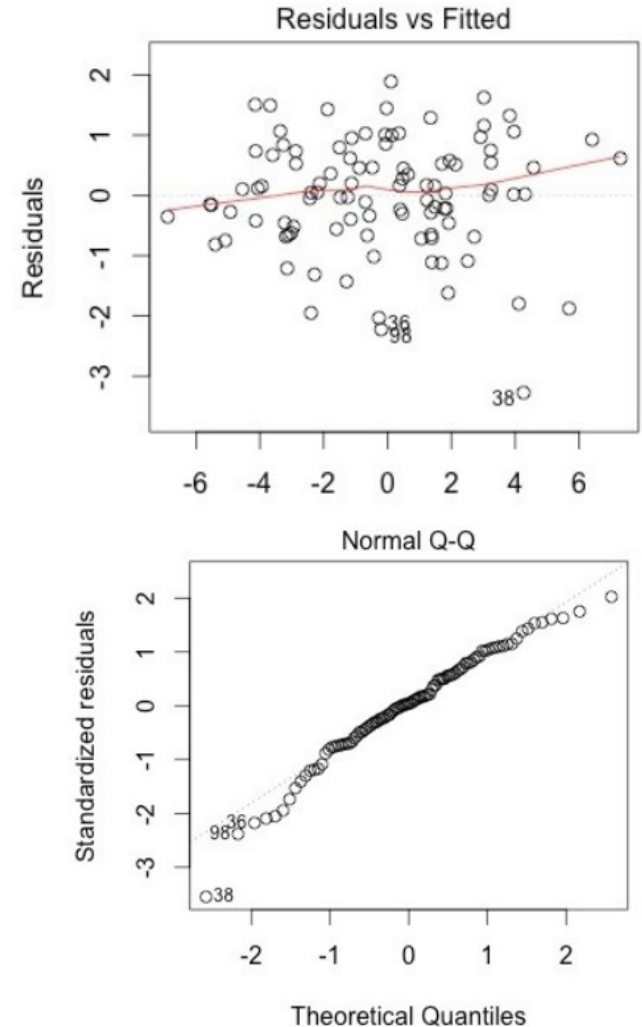 Residuals vs Fitted
Residuals
2
1
0
-1
-2
-3
36
98
38
-6 -4 -2 0 2 4 6
Normal Q-Q
Standardized residuals
2
1
0
-1
-2
-3
36
98
38
-2 -1 0 1 2
Theoretical Quantiles